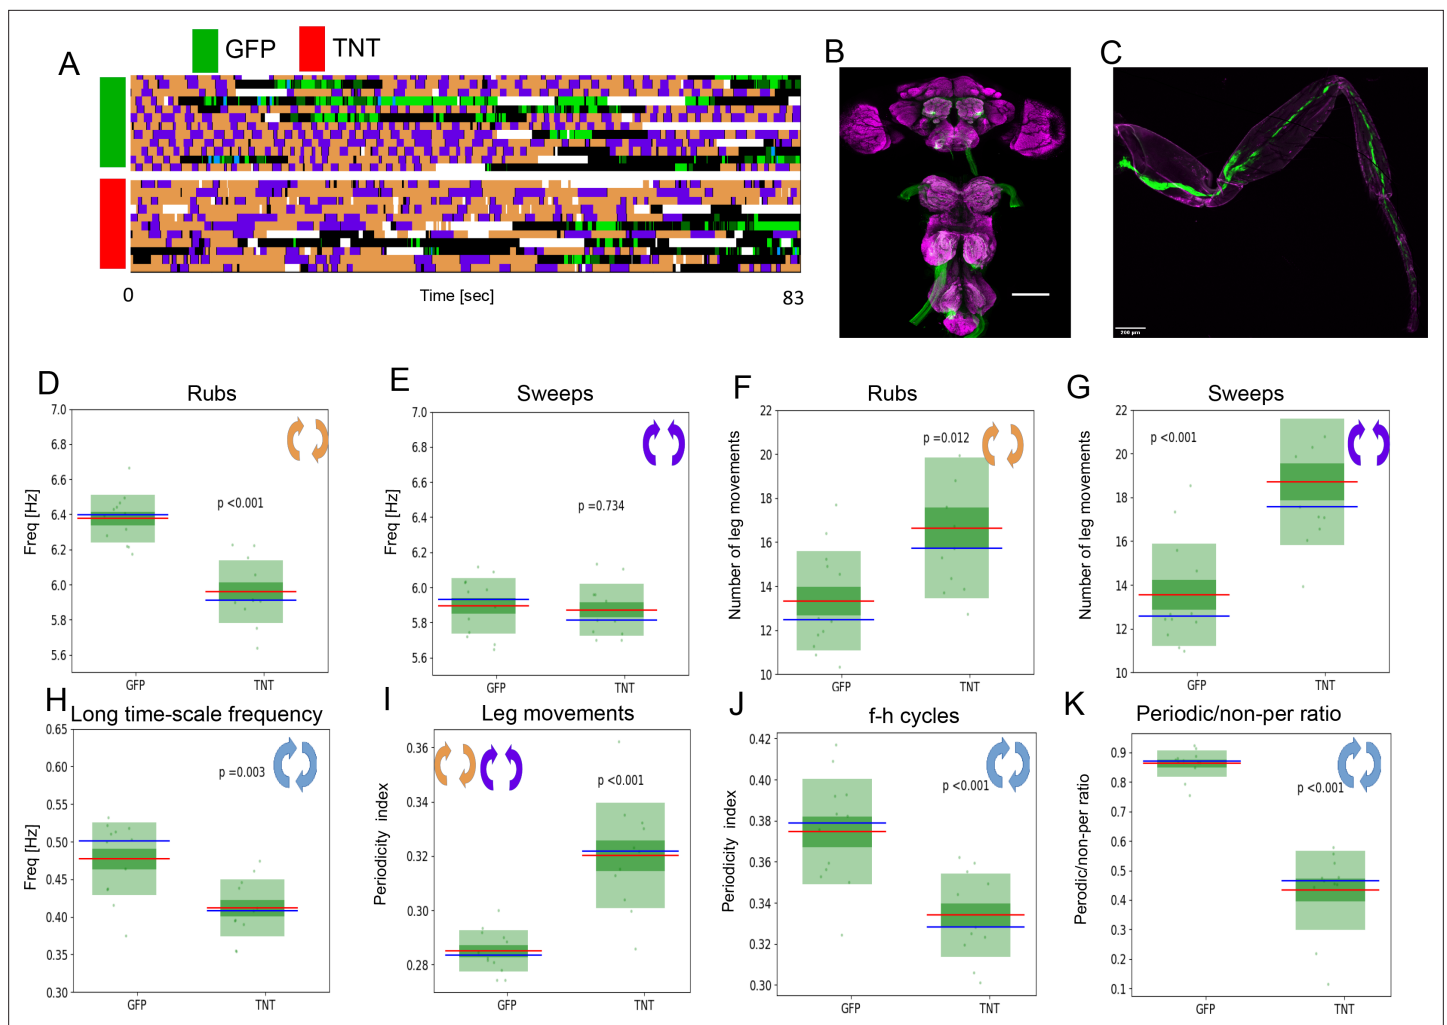 GFP TNT
A
B
C
0 Time [sec] 83
200 μm
D
Rubs
E
Sweeps
F
Rubs
G
Sweeps
7.0
6.8
6.6
6.4
6.2
6.0
5.8
5.6
Freq [Hz]
p <0.001
GFP TNT
7.0
6.8
6.6
6.4
6.2
6.0
5.8
5.6
Freq [Hz]
p =0.734
GFP TNT
22
20
18
16
14
12
10
Number of leg movements
p =0.012
GFP TNT
22
20
18
16
14
12
10
Number of leg movements
p <0.001
GFP TNT
H
Long time-scale frequency
I
Leg movements
J
f-h cycles
K
Periodic/non-per ratio
0.65
0.60
0.55
0.50
0.45
0.40
0.35
0.30
Freq [Hz]
p =0.003
GFP TNT
0.36
0.34
0.32
0.30
0.28
Periodicity index
p <0.001
GFP TNT
0.42
0.40
0.38
0.36
0.34
0.32
0.30
Periodicity index
p <0.001
GFP TNT
0.9
0.8
0.7
0.6
0.5
0.4
0.3
0.2
0.1
Perodic/non-per ratio
p <0.001
GFP TNT